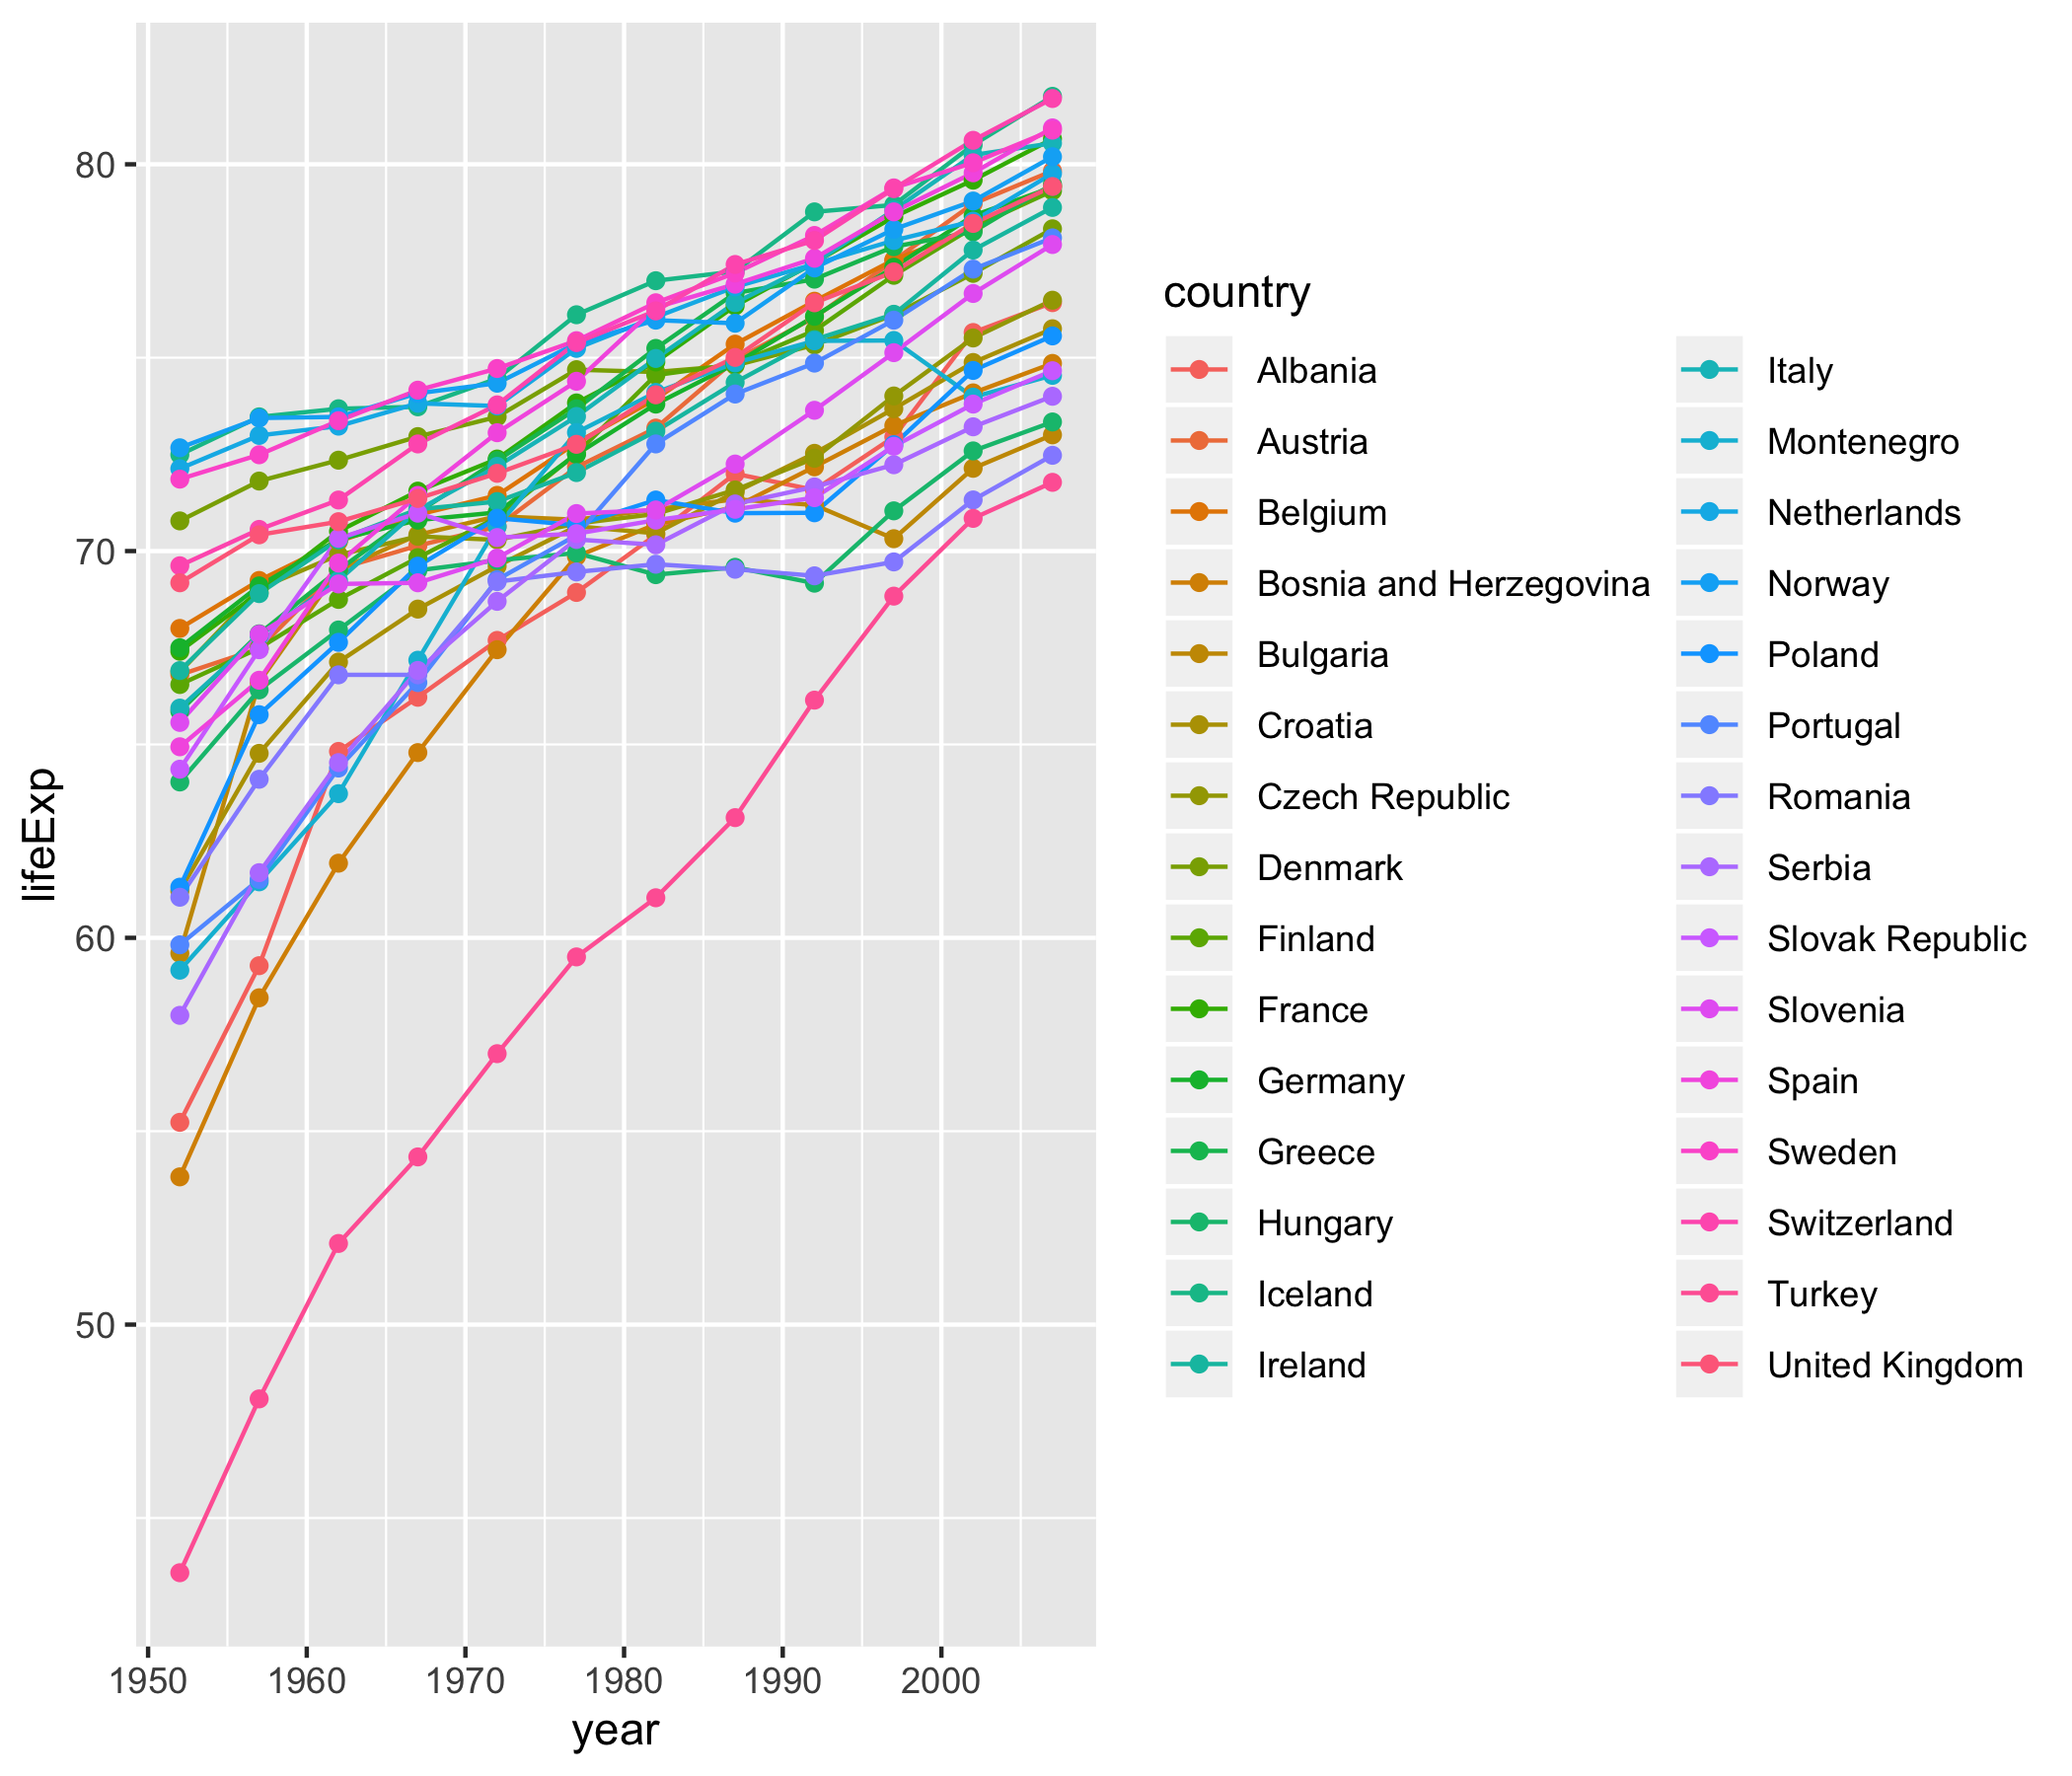 lifeExp
80
70
60
50
1950 1960 1970 1980 1990 2000
year
country
Albania
Austria
Belgium
Bosnia and Herzegovina
Bulgaria
Croatia
Czech Republic
Denmark
Finland
France
Germany
Greece
Hungary
Iceland
Ireland
Italy
Montenegro
Netherlands
Norway
Poland
Portugal
Romania
Serbia
Slovak Republic
Slovenia
Spain
Sweden
Switzerland
Turkey
United Kingdom